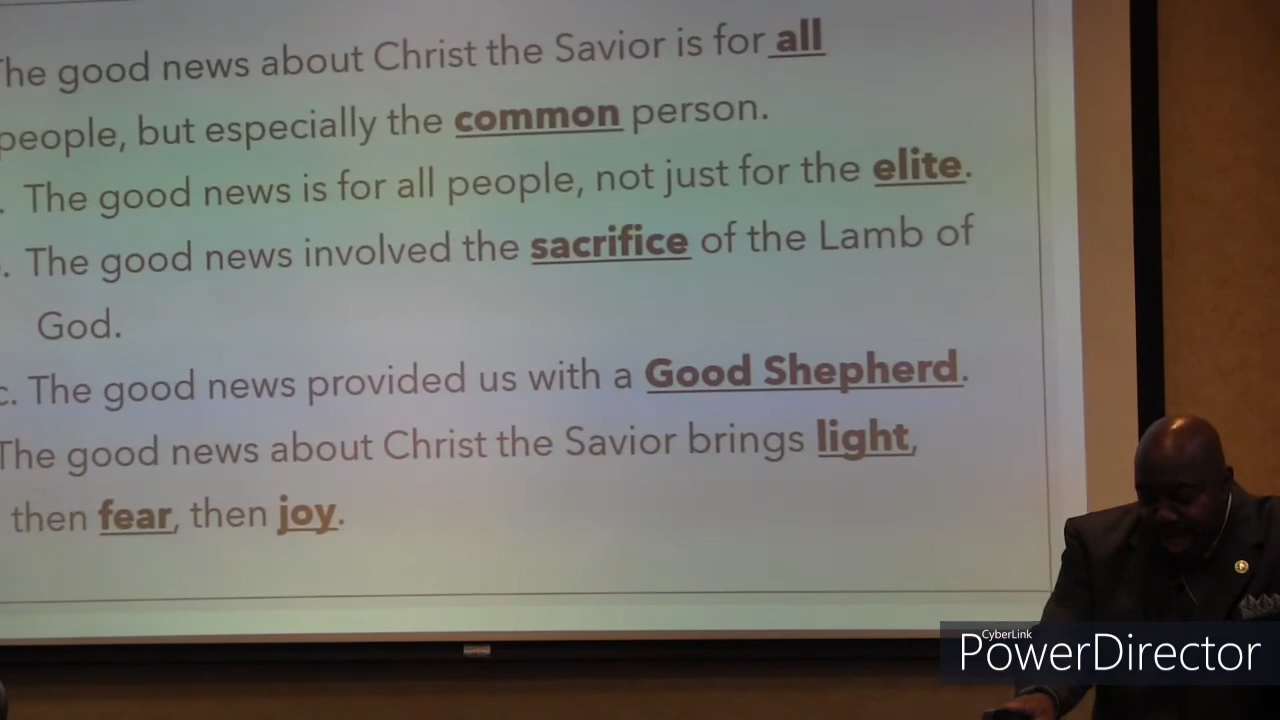 The good news about Christ the Savior is for all
people, but especially the common person.
. The good news is for all people, not just for the elite.
. The good news involved the sacrifice of the Lamb of
God.
c. The good news provided us with a Good Shepherd.
The good news about Christ the Savior brings light,
then fear, then joy.
CyberLink
PowerDirector